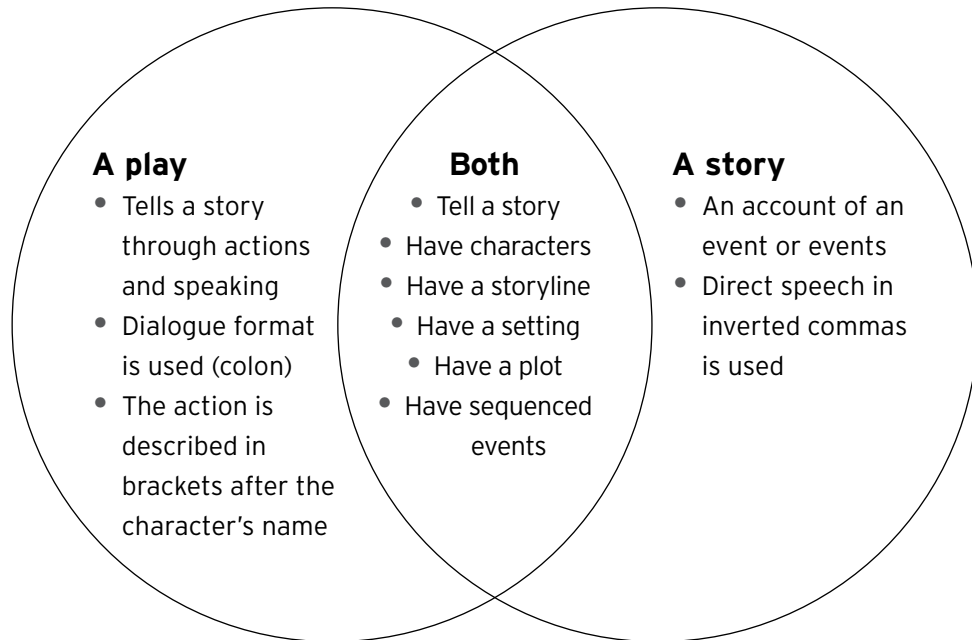 A play
• Tells a story
through actions
and speaking
• Dialogue format
is used (colon)
• The action is
described in
brackets after the
character’s name
Both
• Tell a story
• Have characters
• Have a storyline
• Have a setting
• Have a plot
• Have sequenced
events
A story
• An account of an
event or events
• Direct speech in
inverted commas
is used